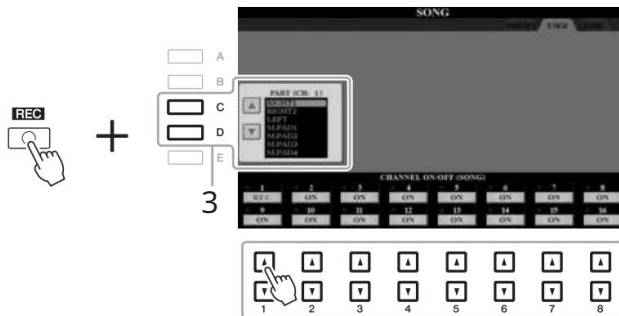 SONG
USER
A
B
REC
C
D
E
3
PART (CH: 1)
RIGHT1
RIGHT2
LEFT
M.PAD1
M.PAD2
M.PAD3
M.PAD4
CHANNEL ON/OFF (SONG)
1 2 3 4 5 6 7 8
REC ON ON ON ON ON ON ON
9 10 11 12 13 14 15 16
ON ON ON ON ON ON ON ON
1 2 3 4 5 6 7 8